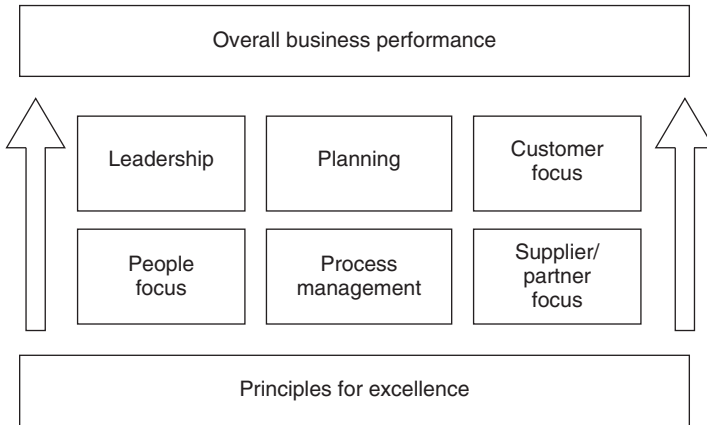 Overall business performance
Leadership
Planning
Customer
focus
People
focus
Process
management
Supplier/
partner
focus
Principles for excellence